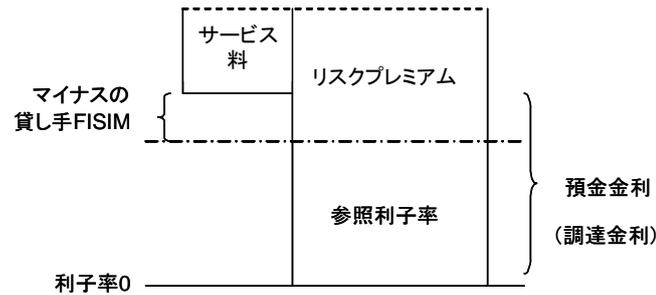 サービス
料
リスクプレミアム
マイナスの
貸し手FISIM
預金金利
参照利子率
(調達金利)
利子率0